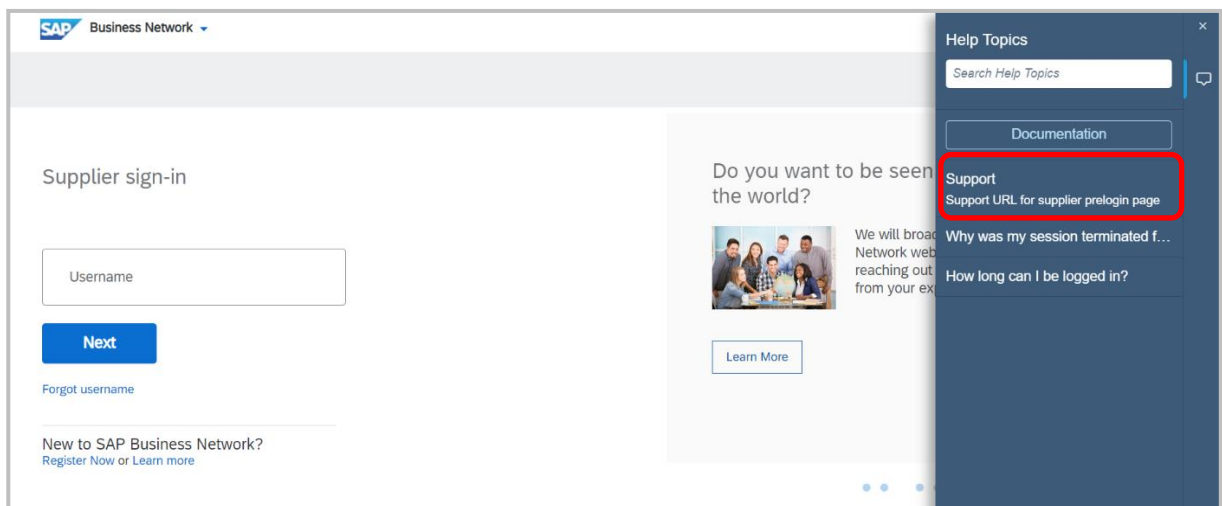 SAP Business Network
Supplier sign-in
Username
Next
Forgot username
New to SAP Business Network?
Register Now or Learn more
Do you want to be seen
the world?
We will broad
Network web
reaching out
from your exp
Learn More
Help Topics
Search Help Topics
Documentation
Support
Support URL for supplier prelogin page
Why was my session terminated f...
How long can I be logged in?